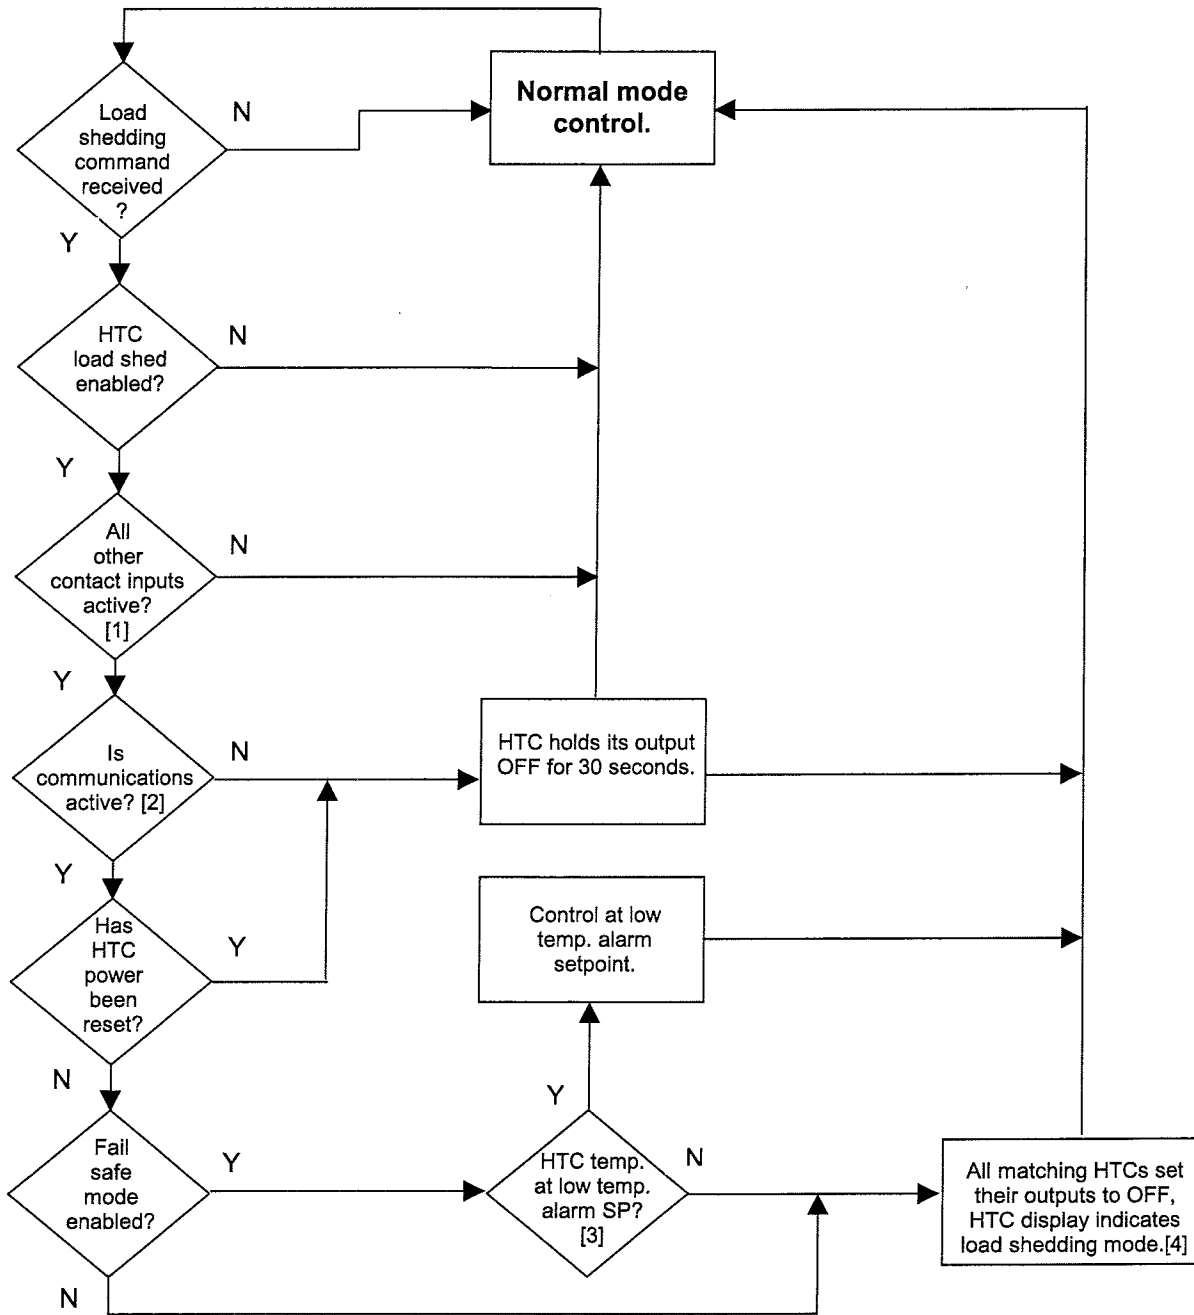 Normal mode
control.
Load
shedding
command
received
?
N
Y
HTC
load shed
enabled?
N
Y
All
other
contact inputs
active?
[1]
N
Y
Is
communications
active? [2]
N
HTC holds its output
OFF for 30 seconds.
Y
Has
HTC
power
been
reset?
Y
Control at low
temp. alarm
setpoint.
N
Y
Fail
safe
mode
enabled?
Y
HTC temp.
at low temp.
alarm SP?
[3]
N
All matching HTCs set
their outputs to OFF,
HTC display indicates
load shedding mode.[4]
N